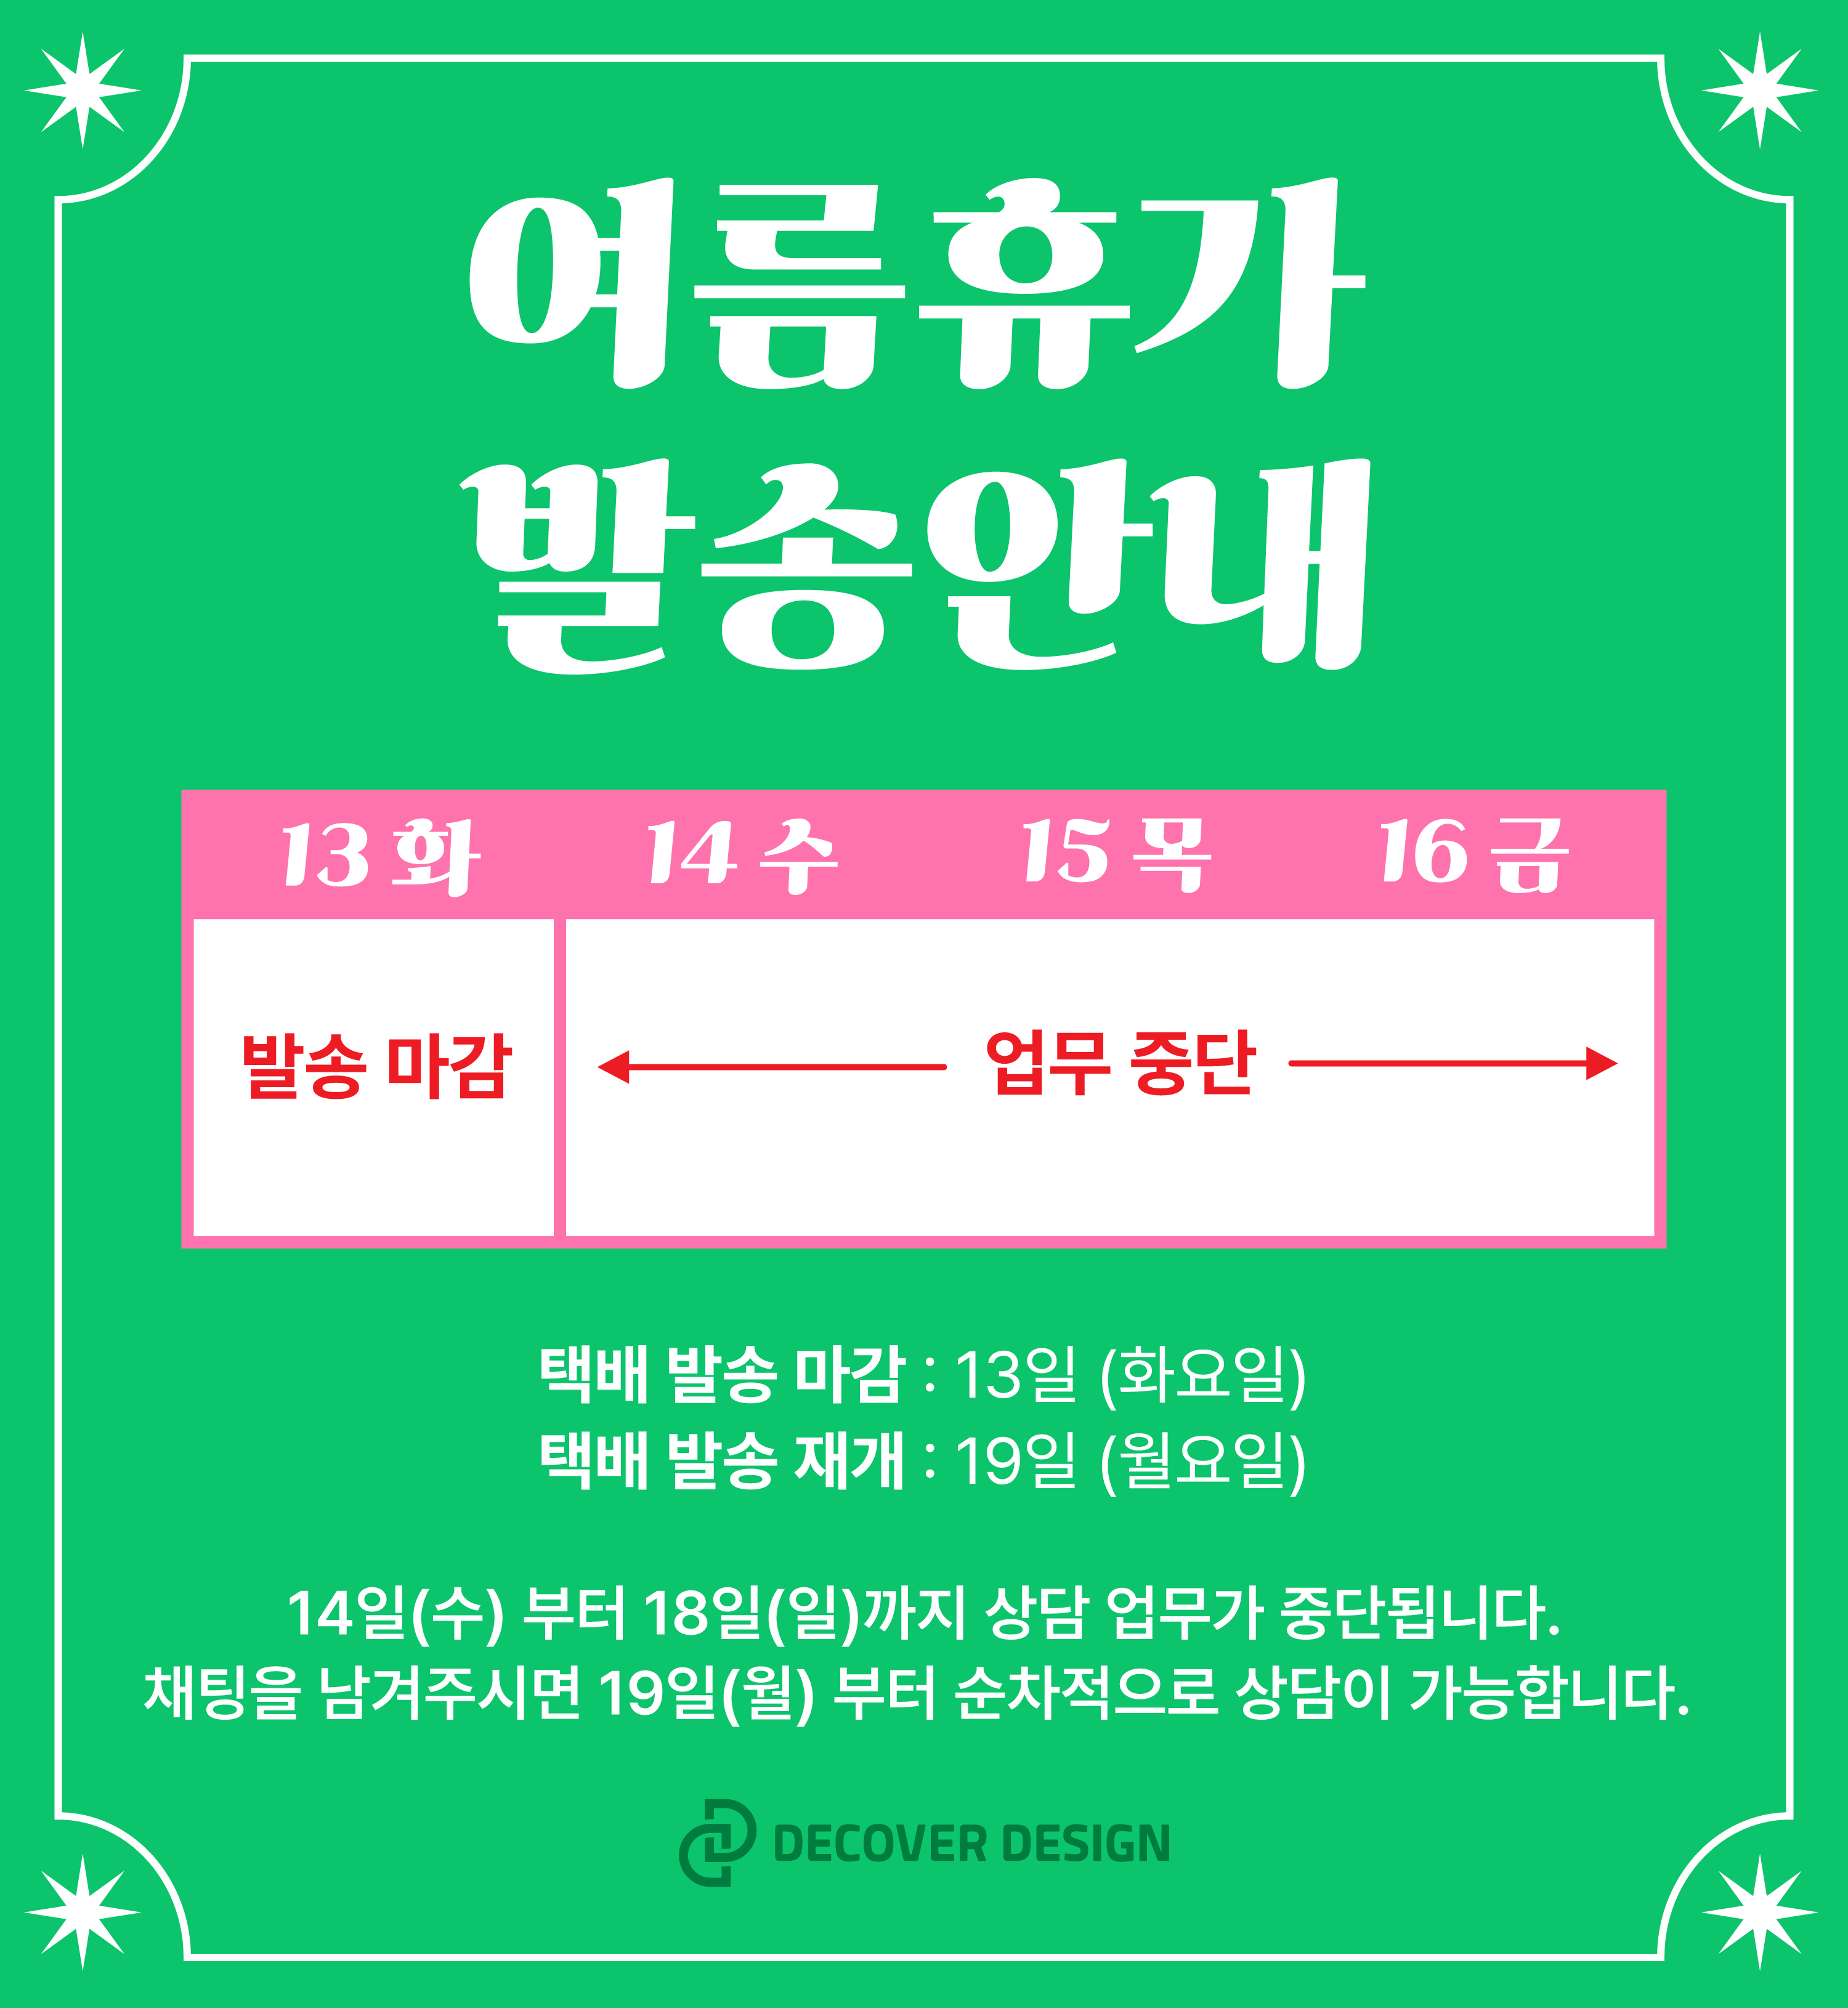 여름휴가
발송안내
13 화 14 수 15 목 16 금
발송 마감 업무 중단
택배 발송 마감 : 13일 (화요일)
택배 발송 재개 : 19일 (월요일)
14일(수) 부터 18일(일)까지 상담 업무가 중단됩니다.
채팅을 남겨주시면 19일(월) 부터 순차적으로 상담이 가능합니다.
DECOVER DESIGN